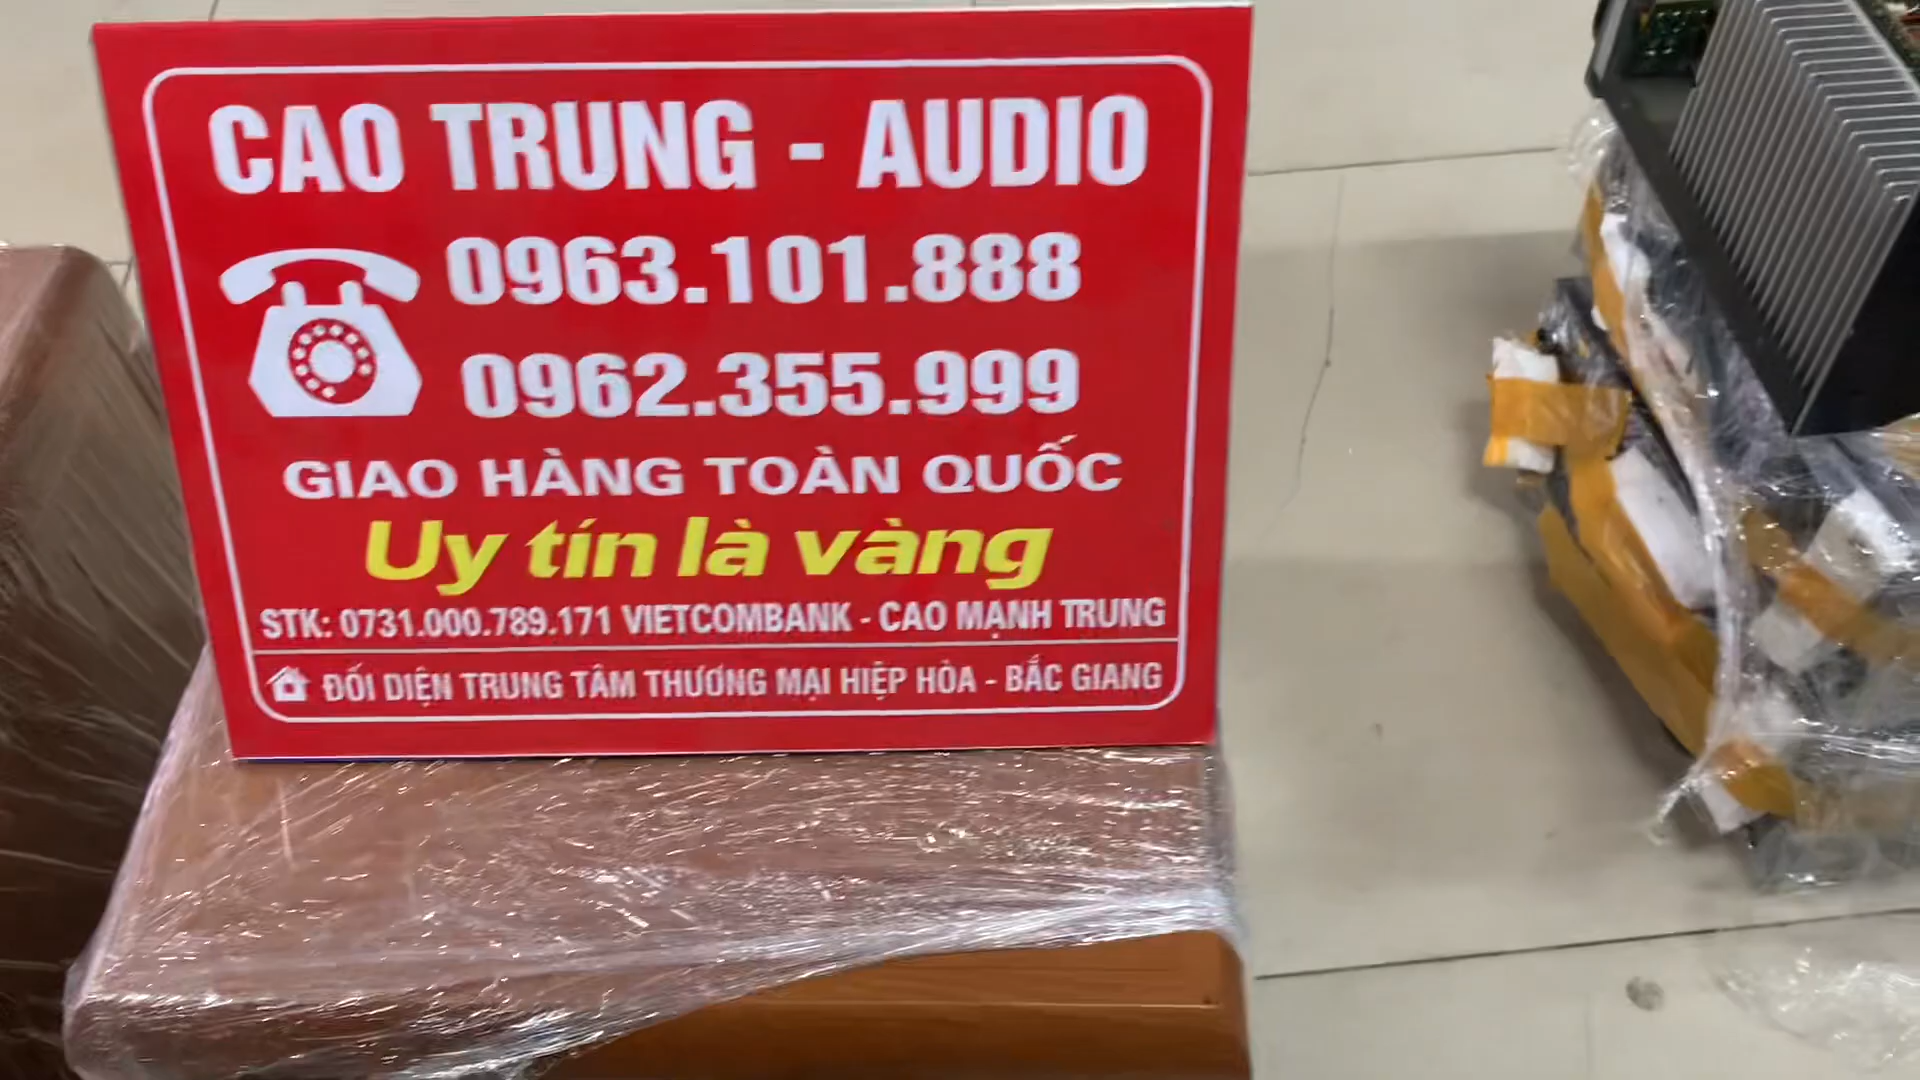 CAO TRUNG - AUDIO
0963.101.888
0962.355.999
GIAO HÀNG TOÀN QUỐC
Uy tín là vàng
STK: 0731.000.789.171 VIETCOMBANK - CAO MẠNH TRUNG
ĐỐI DIỆN TRUNG TÂM THƯƠNG MẠI HIỆP HÒA - BẮC GIANG